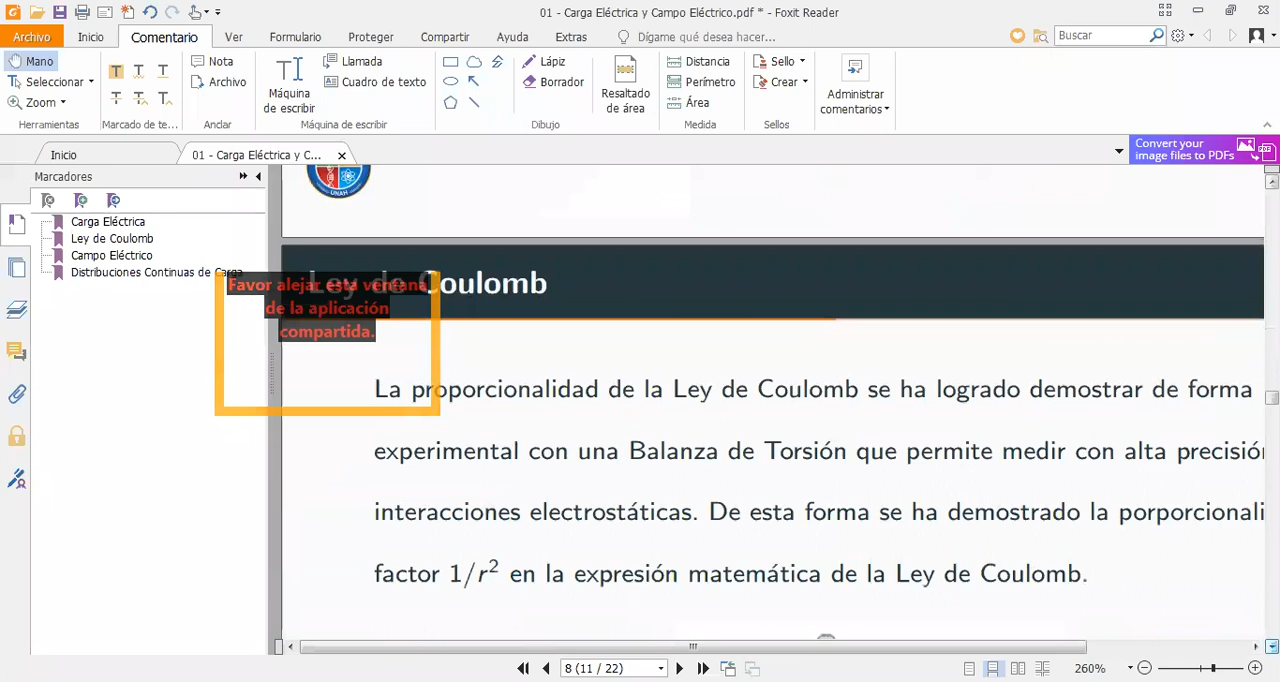 01 - Carga Eléctrica y Campo Eléctrico.pdf * - Foxit Reader
Archivo Inicio Comentario Ver Formulario Proteger Compartir Ayuda Extras Dígame qué desea hacer... Buscar
Mano
Seleccionar
Zoom
Herramientas
Marcado de te...
Nota
Archivo
Anclar
Máquina
de escribir
Llamada
Cuadro de texto
Máquina de escribir
Lápiz
Borrador
Dibujo
Resaltado
de área
Distancia
Perímetro
Área
Medida
Sello
Crear
Sellos
Administrar
comentarios
Inicio
01 - Carga Eléctrica y C...
Convert your
image files to PDFs
Marcadores
Carga Eléctrica
Ley de Coulomb
Campo Eléctrico
Distribuciones Continuas de Carga
UNAH
Ley de Coulomb
Favor alejar esta ventana
de la aplicación
compartida.
La proporcionalidad de la Ley de Coulomb se ha logrado demostrar de forma
experimental con una Balanza de Torsión que permite medir con alta precisión
interacciones electrostáticas. De esta forma se ha demostrado la porporcionali
factor 1/r² en la expresión matemática de la Ley de Coulomb.
8 (11 / 22)
260%